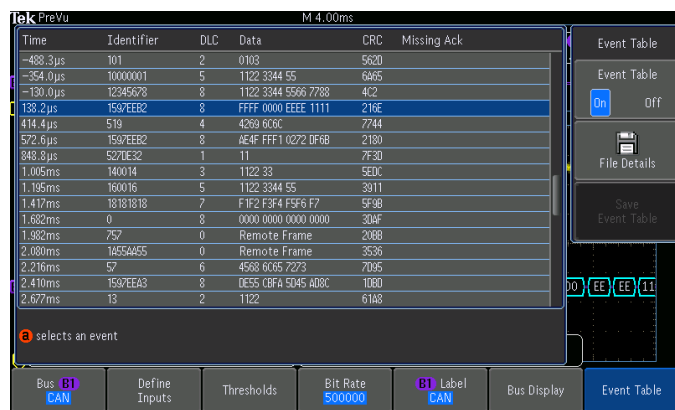 Tek PreVu M 4.00ms
Time Identifier DLC Data CRC Missing Ack
-488.3µs 101 2 0103 562D
-354.0µs 10000001 5 1122 3344 55 6A65
-130.0µs 12345678 8 1122 3344 5566 7788 4C2
138.2µs 1597EEB2 8 FFFF 0000 EEEE 1111 216E
414.4µs 519 4 4269 6C6C 7744
572.6µs 1597EEB2 8 AE4F FFF1 0272 DF6B 2180
848.8µs 527DE32 1 11 7F3D
1.005ms 140014 3 1122 33 5EDC
1.195ms 160016 5 1122 3344 55 3911
1.417ms 18181818 7 F1F2 F3F4 F5F6 F7 5F9B
1.682ms 0 8 0000 0000 0000 0000 3DAF
1.982ms 757 0 Remote Frame 20BB
2.080ms 1A55AA55 0 Remote Frame 3536
2.216ms 57 6 4568 6C65 7273 7D95
2.410ms 1597EEA3 8 DE55 CBFA 5D45 AD8C 1DBD
2.677ms 13 2 1122 61A8
a selects an event
Event Table
Event Table
On Off
File Details
Save
Event Table
EE EE 11
Bus B1
CAN
Define
Inputs
Thresholds
Bit Rate
500000
B1 Label
CAN
Bus Display
Event Table